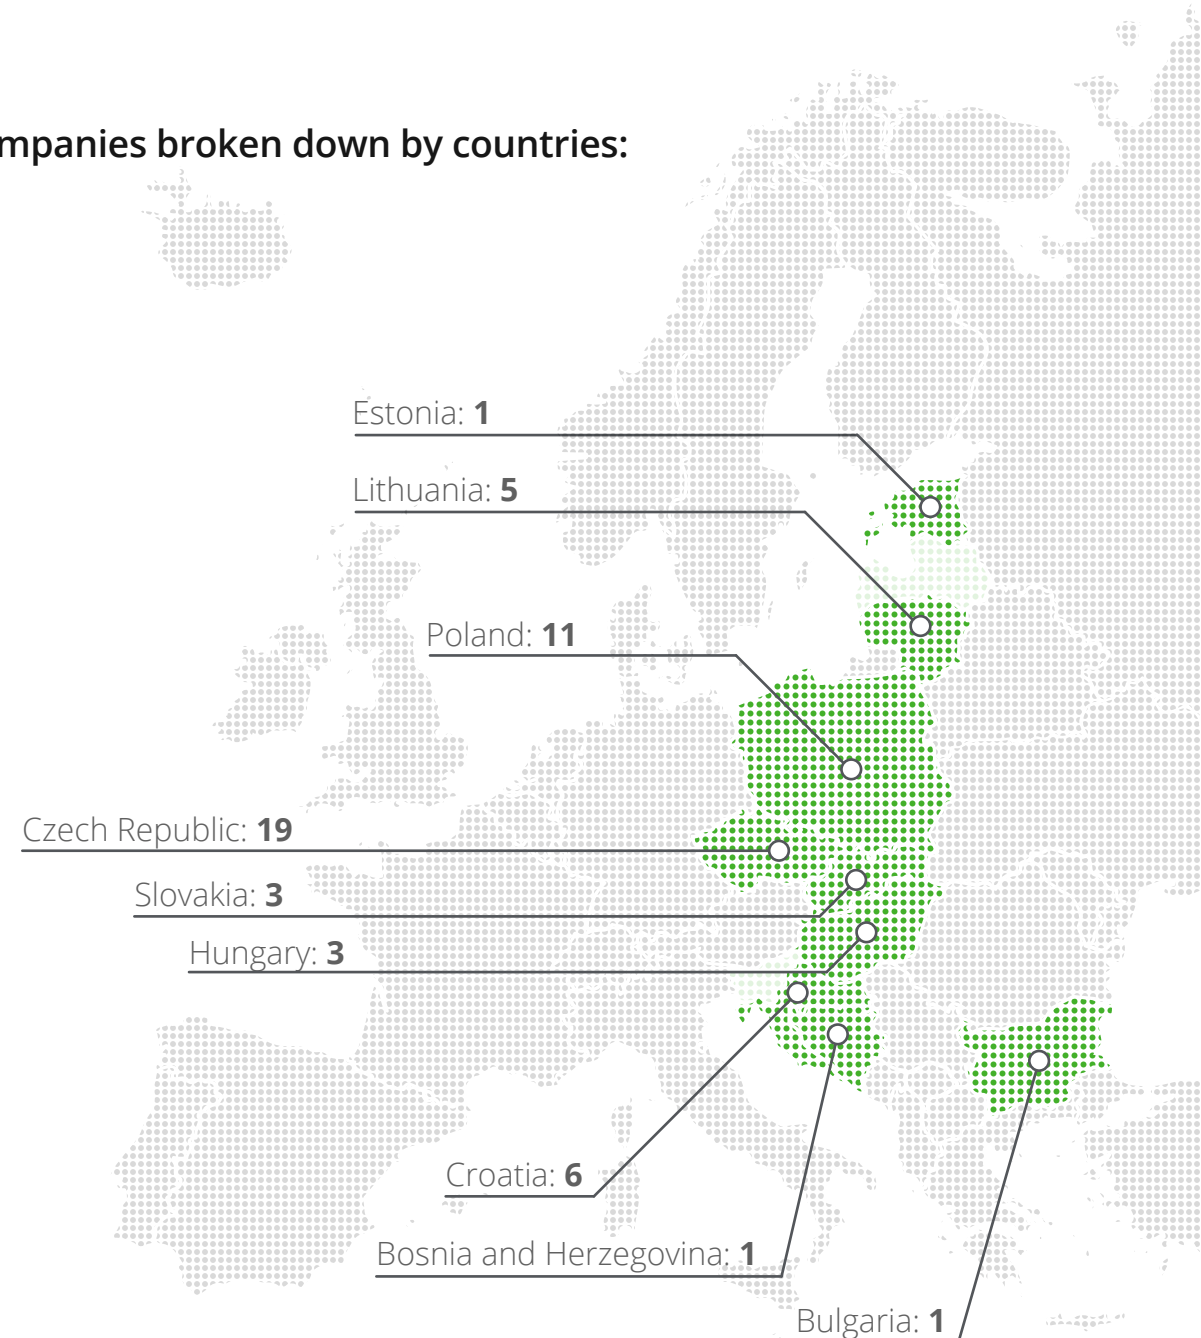 mpanies broken down by countries:
Estonia: 1
Lithuania: 5
Poland: 11
Czech Republic: 19
Slovakia: 3
Hungary: 3
Croatia: 6
Bosnia and Herzegovina: 1
Bulgaria: 1